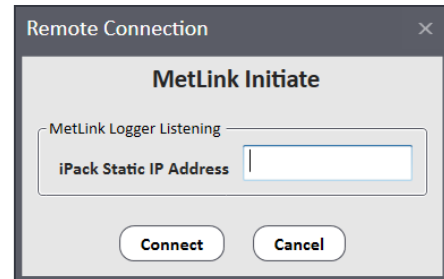 Remote Connection
MetLink Initiate
MetLink Logger Listening
iPack Static IP Address
Connect Cancel